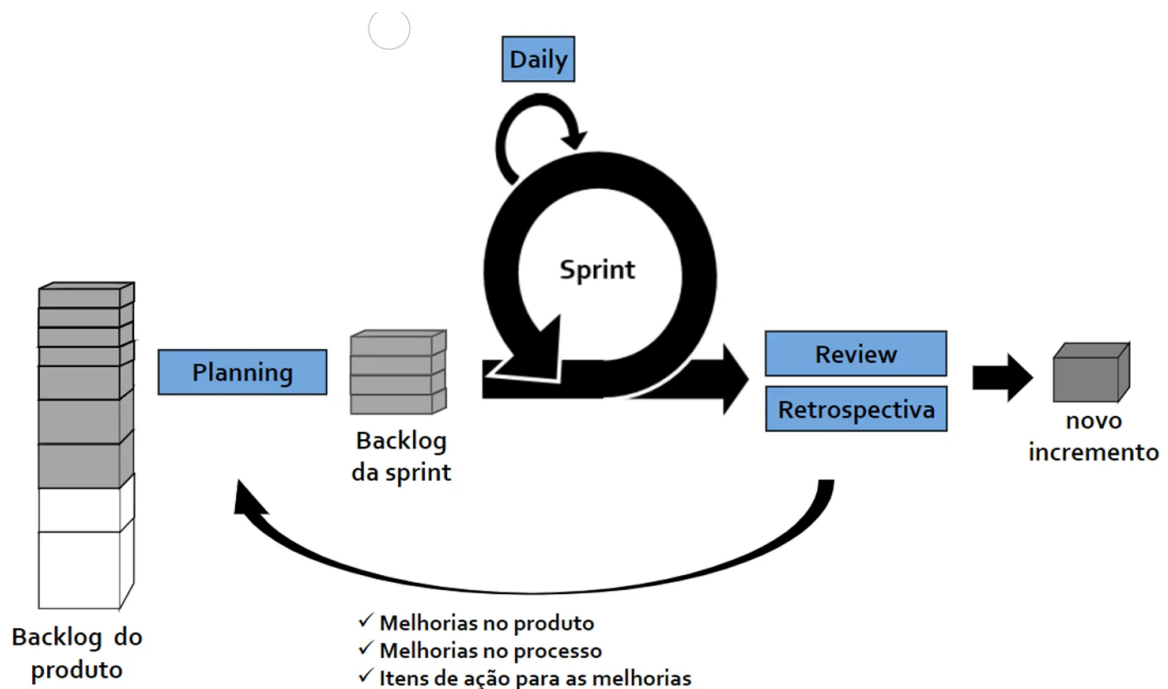 Daily
Sprint
Planning
Backlog
da sprint
Review
Retrospectiva
novo
incremento
Backlog do
produto
✓ Melhorias no produto
✓ Melhorias no processo
✓ Itens de ação para as melhorias